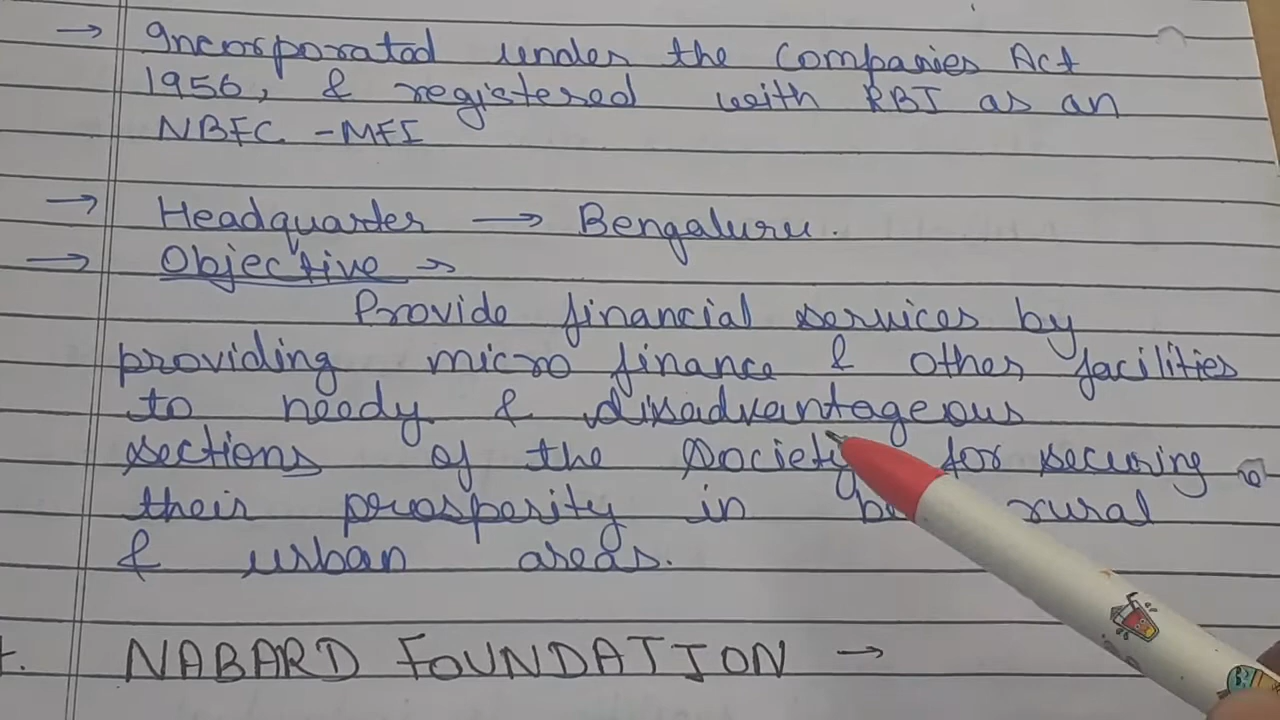 → Incorporated under the Companies Act
1956, & registered with RBI as an
NBFC - MFI
→ Headquarter → Bengaluru.
→ Objective →
Provide financial services by
providing micro finance & other facilities
to needy & disadvantageous
sections of the society for securing
their prosperity in rural
& urban areas.
NABARD FOUNDATION →